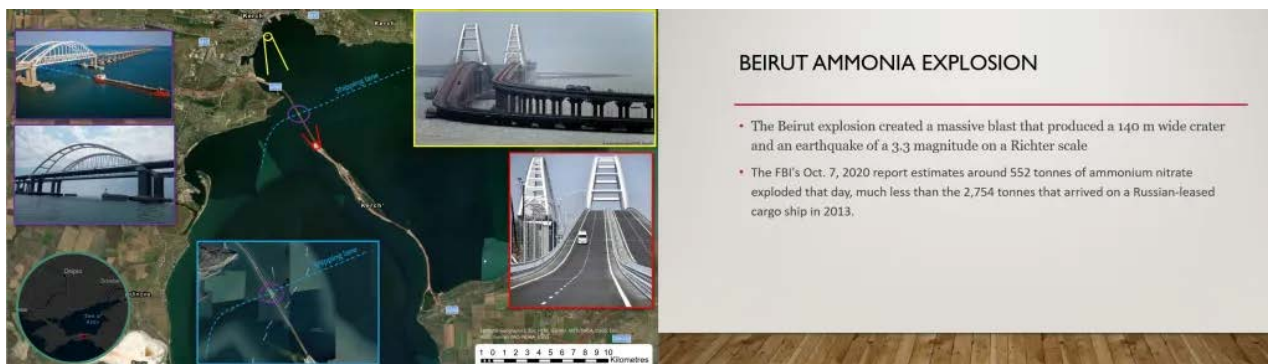 Kerch
Kerch
Shipping lane
Kerch
Shipping lane
1 0 1 2 3 4 5 6 7 8 9 10
Kilometres
BEIRUT AMMONIA EXPLOSION
• The Beirut explosion created a massive blast that produced a 140 m wide crater
and an earthquake of a 3.3 magnitude on a Richter scale
• The FBI's Oct. 7, 2020 report estimates around 552 tonnes of ammonium nitrate
exploded that day, much less than the 2,754 tonnes that arrived on a Russian-leased
cargo ship in 2013.